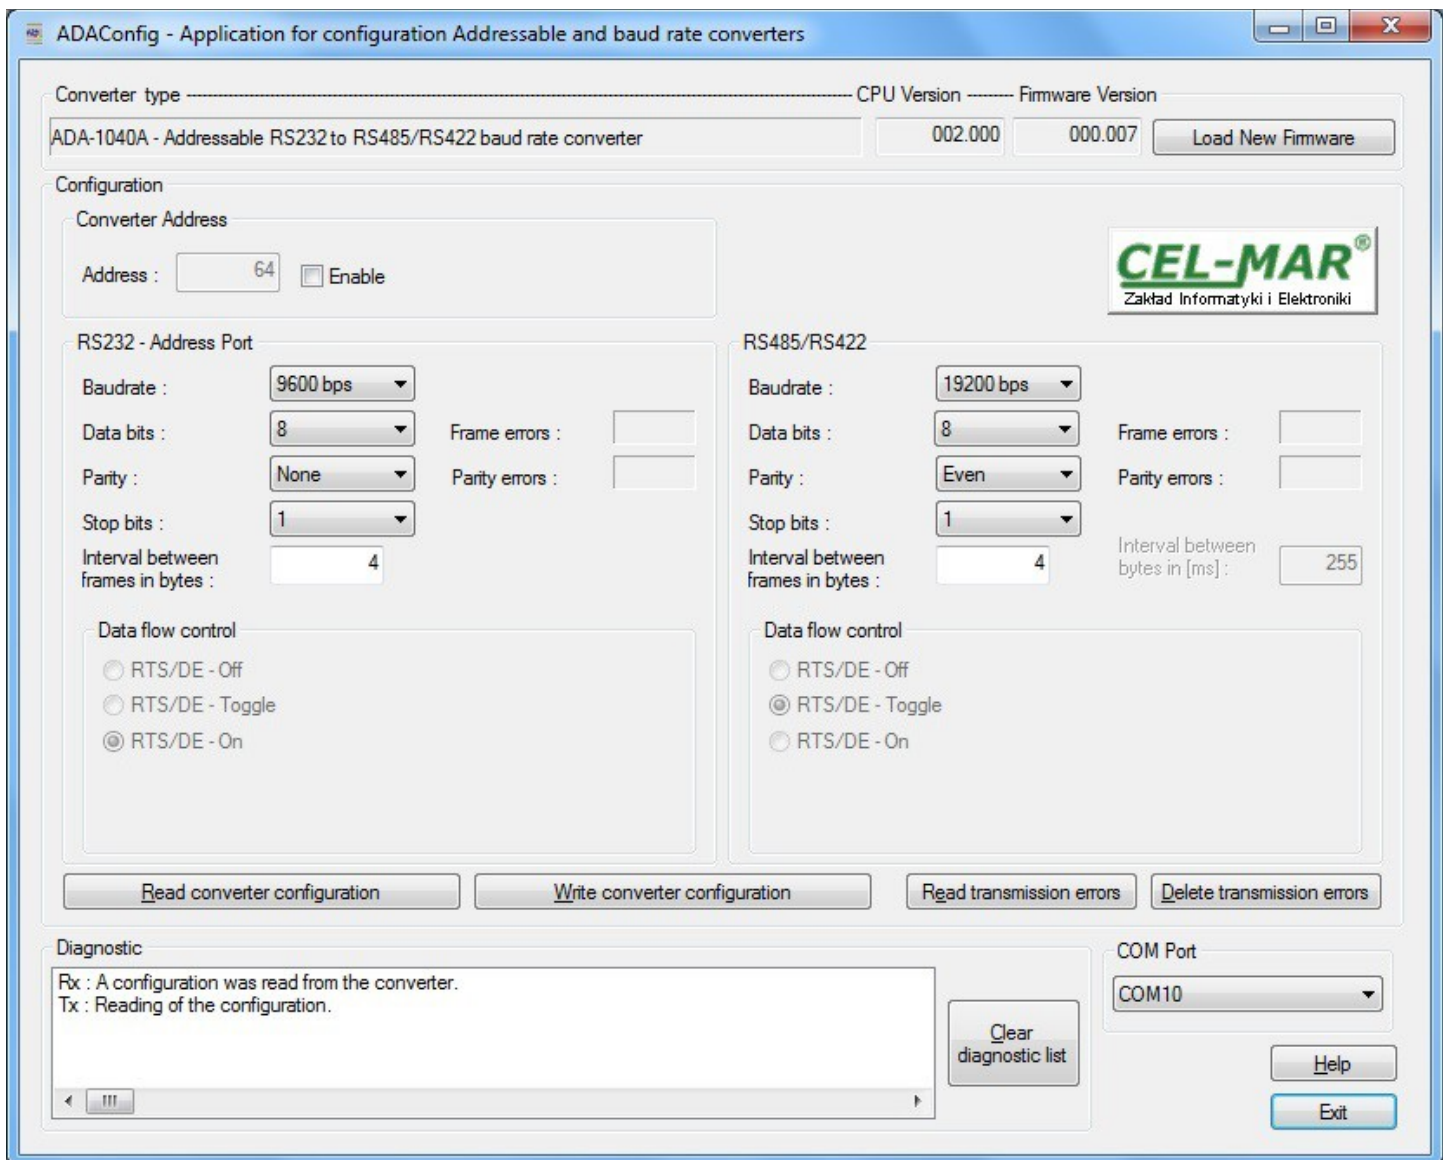 ADAConfig - Application for configuration Addressable and baud rate converters
Converter type CPU Version Firmware Version
ADA-1040A - Addressable RS232 to RS485/RS422 baud rate converter 002.000 000.007 Load New Firmware
Configuration
Converter Address
Address : 64 Enable
CEL-MAR®
Zakład Informatyki i Elektroniki
RS232 - Address Port
Baudrate : 9600 bps
Data bits : 8 Frame errors :
Parity : None Parity errors :
Stop bits : 1
Interval between
frames in bytes : 4
Data flow control
RTS/DE - Off
RTS/DE - Toggle
RTS/DE - On
RS485/RS422
Baudrate : 19200 bps
Data bits : 8 Frame errors :
Parity : Even Parity errors :
Stop bits : 1
Interval between
frames in bytes : 4
Interval between
bytes in [ms] : 255
Data flow control
RTS/DE - Off
RTS/DE - Toggle
RTS/DE - On
Read converter configuration Write converter configuration Read transmission errors Delete transmission errors
Diagnostic
Rx : A configuration was read from the converter.
Tx : Reading of the configuration.
Clear
diagnostic list
COM Port
COM10
Help
Exit